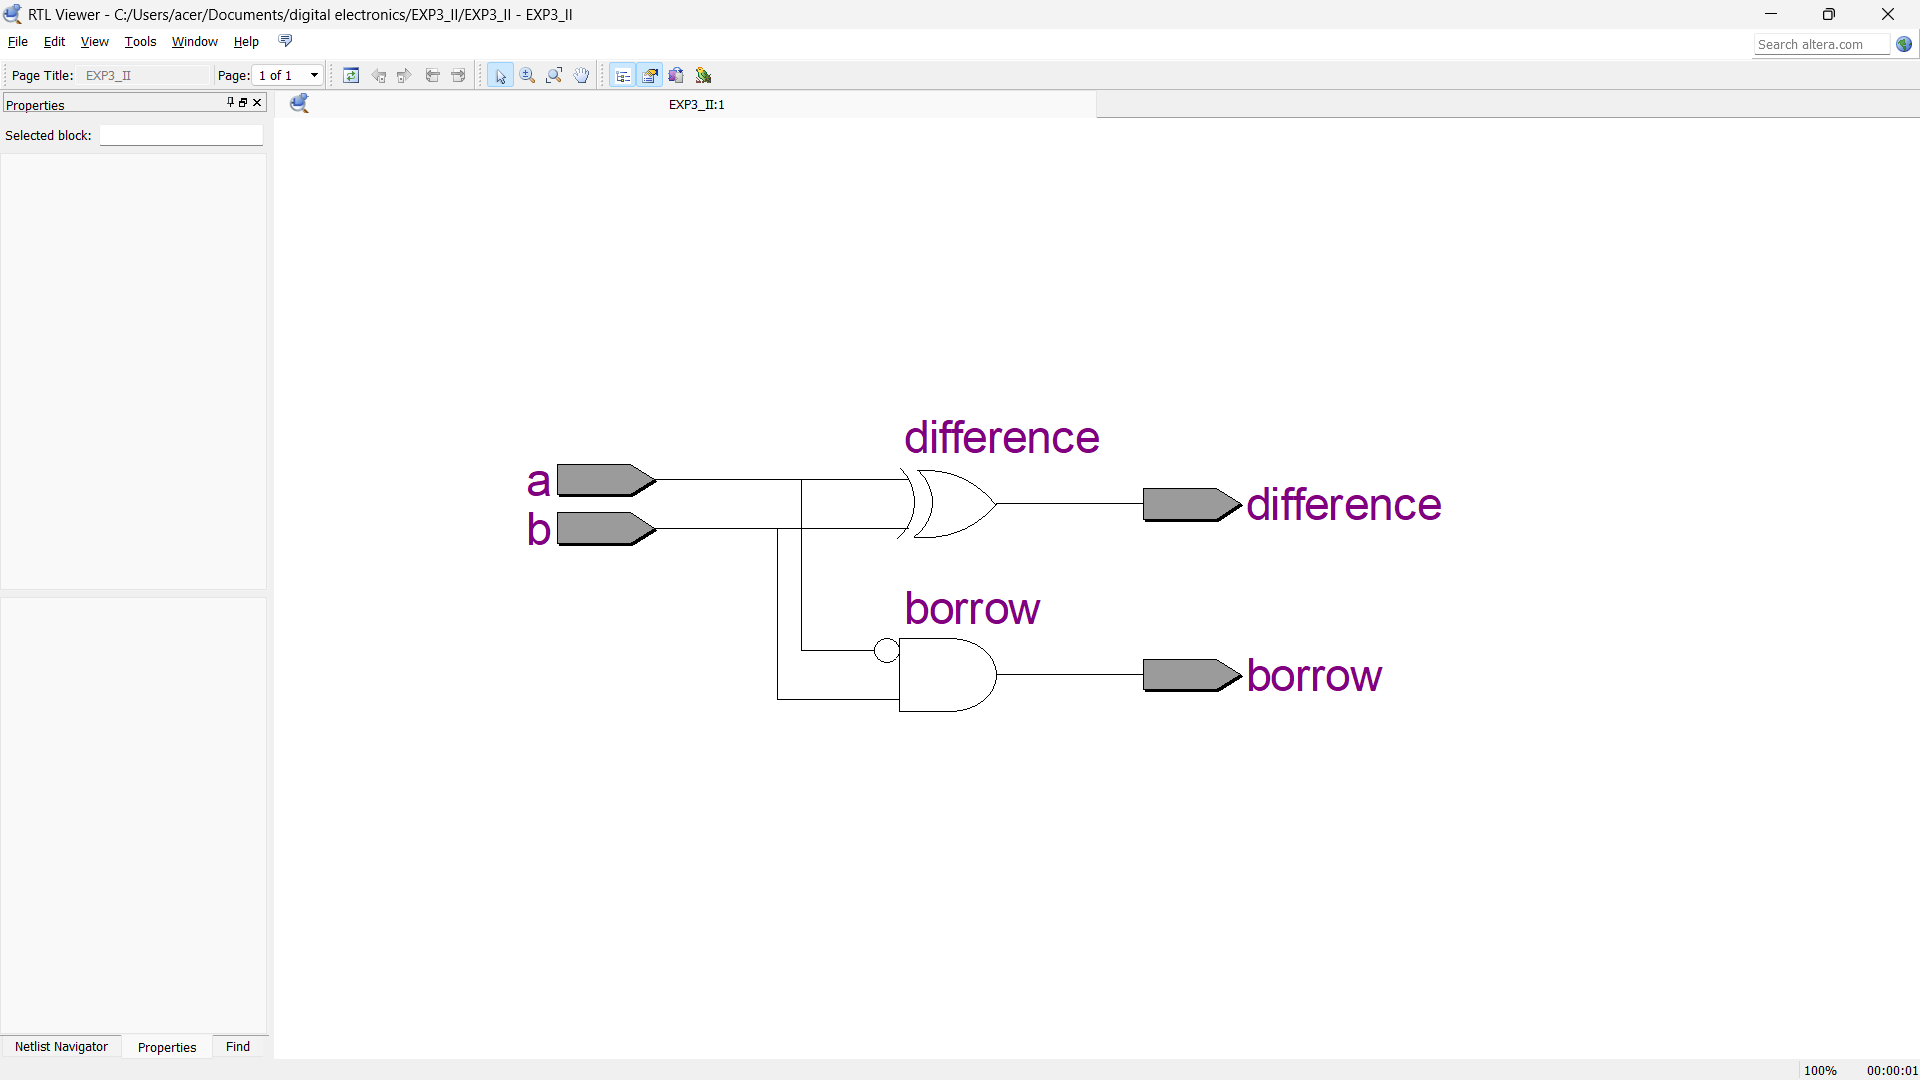 RTL Viewer - C:/Users/acer/Documents/digital electronics/EXP3_II/EXP3_II - EXP3_II
File Edit View Tools Window Help
Search altera.com
Page Title: EXP3_II Page: 1 of 1
Properties
EXP3_II:1
Selected block:
difference
a
difference
b
borrow
borrow
Netlist Navigator Properties Find
100% 00:00:01